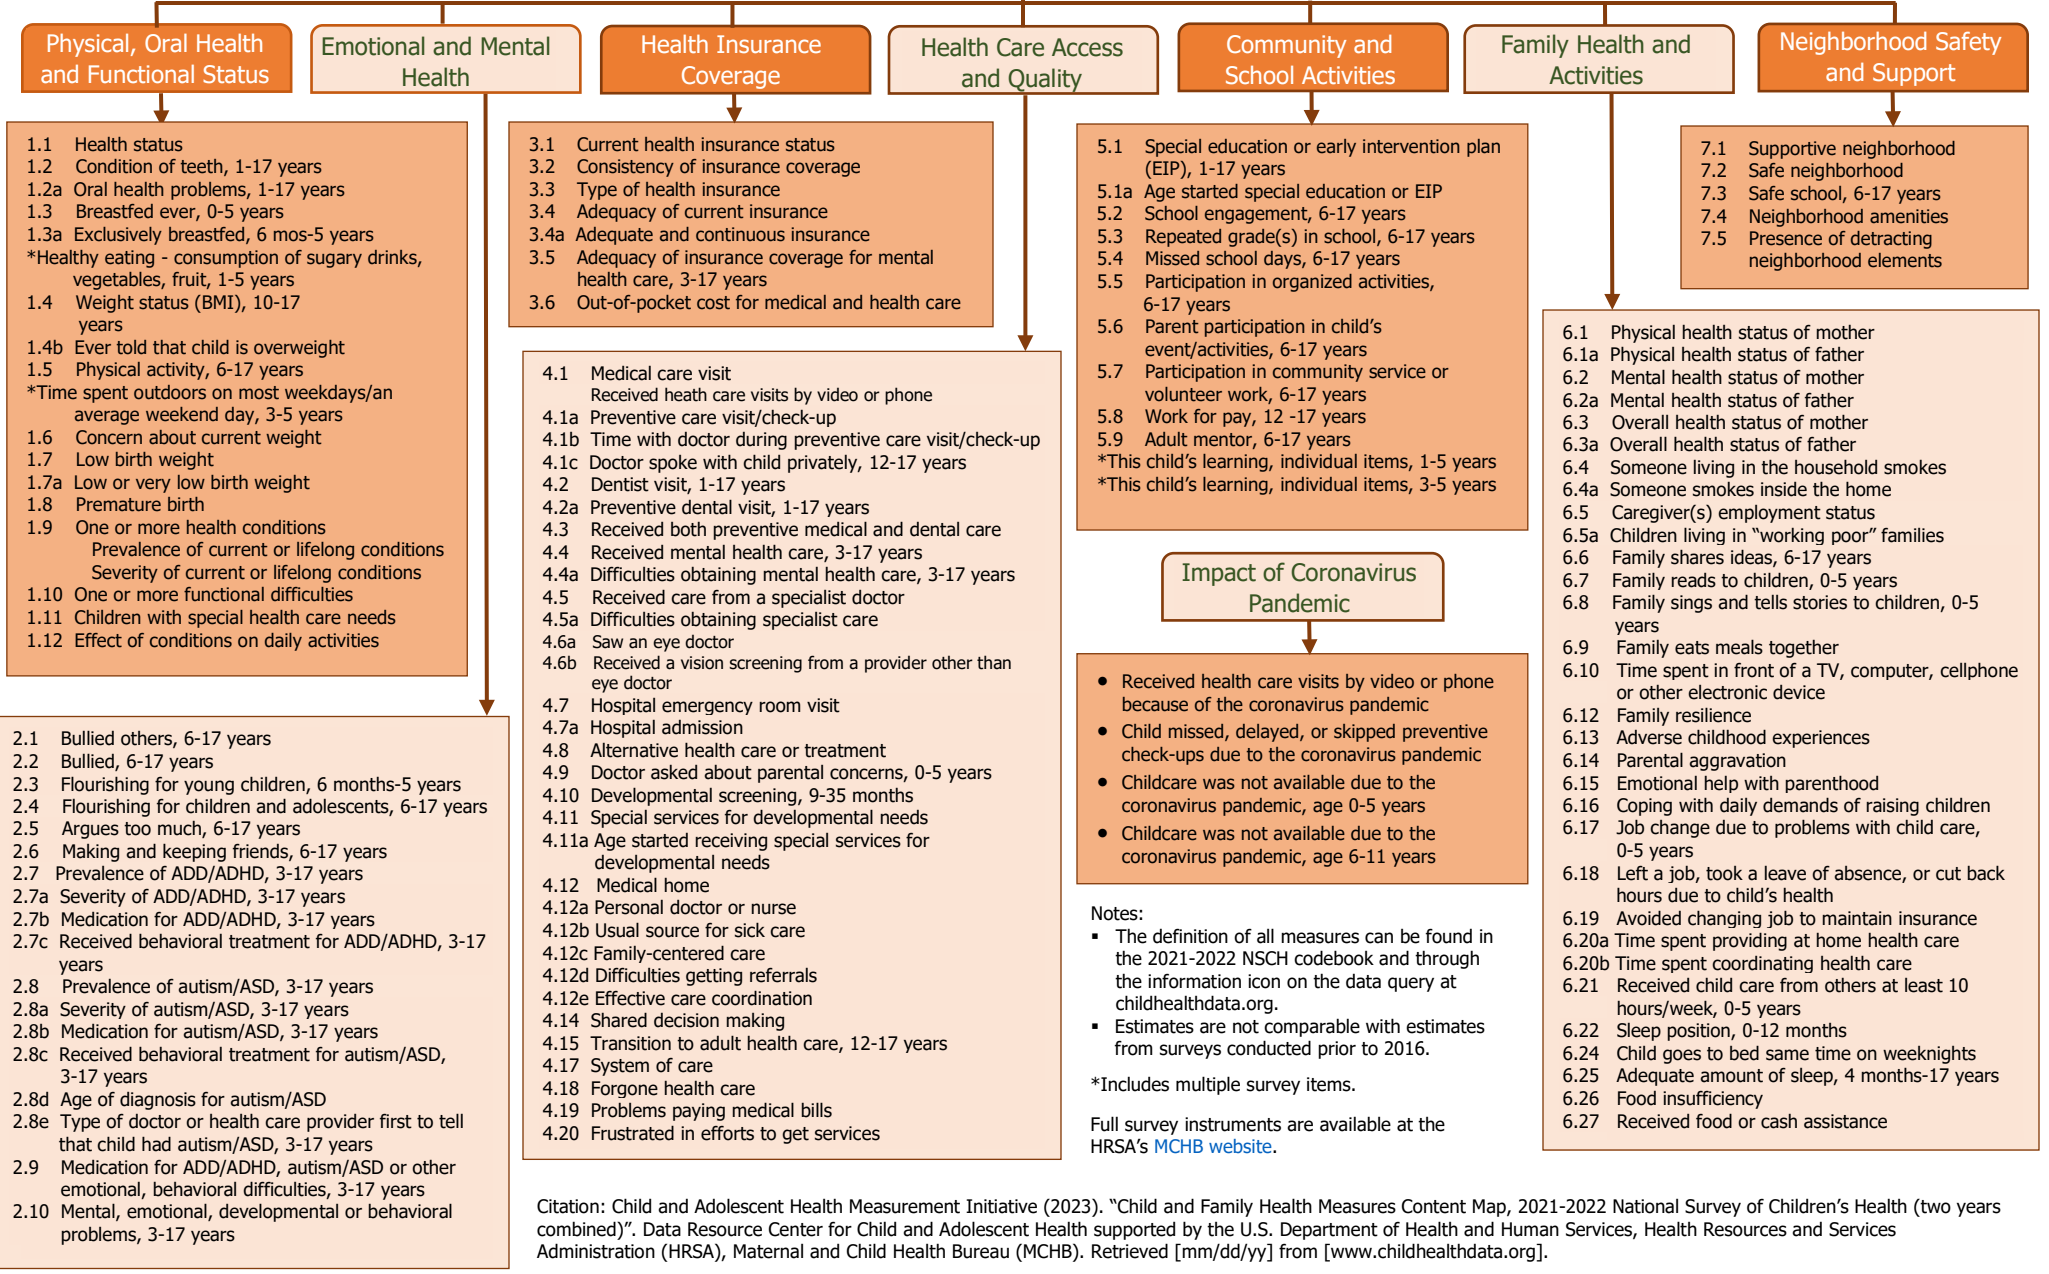 Physical, Oral Health
and Functional Status
Emotional and Mental
Health
Health Insurance
Coverage
Health Care Access
and Quality
Community and
School Activities
Family Health and
Activities
Neighborhood Safety
and Support
1.1 Health status
1.2 Condition of teeth, 1-17 years
1.2a Oral health problems, 1-17 years
1.3 Breastfed ever, 0-5 years
1.3a Exclusively breastfed, 6 mos-5 years
*Healthy eating - consumption of sugary drinks,
vegetables, fruit, 1-5 years
1.4 Weight status (BMI), 10-17
years
1.4b Ever told that child is overweight
1.5 Physical activity, 6-17 years
*Time spent outdoors on most weekdays/an
average weekend day, 3-5 years
1.6 Concern about current weight
1.7 Low birth weight
1.7a Low or very low birth weight
1.8 Premature birth
1.9 One or more health conditions
Prevalence of current or lifelong conditions
Severity of current or lifelong conditions
1.10 One or more functional difficulties
1.11 Children with special health care needs
1.12 Effect of conditions on daily activities
2.1 Bullied others, 6-17 years
2.2 Bullied, 6-17 years
2.3 Flourishing for young children, 6 months-5 years
2.4 Flourishing for children and adolescents, 6-17 years
2.5 Argues too much, 6-17 years
2.6 Making and keeping friends, 6-17 years
2.7 Prevalence of ADD/ADHD, 3-17 years
2.7a Severity of ADD/ADHD, 3-17 years
2.7b Medication for ADD/ADHD, 3-17 years
2.7c Received behavioral treatment for ADD/ADHD, 3-17
years
2.8 Prevalence of autism/ASD, 3-17 years
2.8a Severity of autism/ASD, 3-17 years
2.8b Medication for autism/ASD, 3-17 years
2.8c Received behavioral treatment for autism/ASD,
3-17 years
2.8d Age of diagnosis for autism/ASD
2.8e Type of doctor or health care provider first to tell
that child had autism/ASD, 3-17 years
2.9 Medication for ADD/ADHD, autism/ASD or other
emotional, behavioral difficulties, 3-17 years
2.10 Mental, emotional, developmental or behavioral
problems, 3-17 years
3.1 Current health insurance status
3.2 Consistency of insurance coverage
3.3 Type of health insurance
3.4 Adequacy of current insurance
3.4a Adequate and continuous insurance
3.5 Adequacy of insurance coverage for mental
health care, 3-17 years
3.6 Out-of-pocket cost for medical and health care
4.1 Medical care visit
Received heath care visits by video or phone
4.1a Preventive care visit/check-up
4.1b Time with doctor during preventive care visit/check-up
4.1c Doctor spoke with child privately, 12-17 years
4.2 Dentist visit, 1-17 years
4.2a Preventive dental visit, 1-17 years
4.3 Received both preventive medical and dental care
4.4 Received mental health care, 3-17 years
4.4a Difficulties obtaining mental health care, 3-17 years
4.5 Received care from a specialist doctor
4.5a Difficulties obtaining specialist care
4.6a Saw an eye doctor
4.6b Received a vision screening from a provider other than
eye doctor
4.7 Hospital emergency room visit
4.7a Hospital admission
4.8 Alternative health care or treatment
4.9 Doctor asked about parental concerns, 0-5 years
4.10 Developmental screening, 9-35 months
4.11 Special services for developmental needs
4.11a Age started receiving special services for
developmental needs
4.12 Medical home
4.12a Personal doctor or nurse
4.12b Usual source for sick care
4.12c Family-centered care
4.12d Difficulties getting referrals
4.12e Effective care coordination
4.14 Shared decision making
4.15 Transition to adult health care, 12-17 years
4.17 System of care
4.18 Forgone health care
4.19 Problems paying medical bills
4.20 Frustrated in efforts to get services
5.1 Special education or early intervention plan
(EIP), 1-17 years
5.1a Age started special education or EIP
5.2 School engagement, 6-17 years
5.3 Repeated grade(s) in school, 6-17 years
5.4 Missed school days, 6-17 years
5.5 Participation in organized activities,
6-17 years
5.6 Parent participation in child’s
event/activities, 6-17 years
5.7 Participation in community service or
volunteer work, 6-17 years
5.8 Work for pay, 12 -17 years
5.9 Adult mentor, 6-17 years
*This child’s learning, individual items, 1-5 years
*This child’s learning, individual items, 3-5 years
Impact of Coronavirus
Pandemic
• Received health care visits by video or phone
because of the coronavirus pandemic
• Child missed, delayed, or skipped preventive
check-ups due to the coronavirus pandemic
• Childcare was not available due to the
coronavirus pandemic, age 0-5 years
• Childcare was not available due to the
coronavirus pandemic, age 6-11 years
Notes:
▪ The definition of all measures can be found in
the 2021-2022 NSCH codebook and through
the information icon on the data query at
childhealthdata.org.
▪ Estimates are not comparable with estimates
from surveys conducted prior to 2016.
*Includes multiple survey items.
Full survey instruments are available at the
HRSA’s MCHB website.
7.1 Supportive neighborhood
7.2 Safe neighborhood
7.3 Safe school, 6-17 years
7.4 Neighborhood amenities
7.5 Presence of detracting
neighborhood elements
6.1 Physical health status of mother
6.1a Physical health status of father
6.2 Mental health status of mother
6.2a Mental health status of father
6.3 Overall health status of mother
6.3a Overall health status of father
6.4 Someone living in the household smokes
6.4a Someone smokes inside the home
6.5 Caregiver(s) employment status
6.5a Children living in “working poor” families
6.6 Family shares ideas, 6-17 years
6.7 Family reads to children, 0-5 years
6.8 Family sings and tells stories to children, 0-5
years
6.9 Family eats meals together
6.10 Time spent in front of a TV, computer, cellphone
or other electronic device
6.12 Family resilience
6.13 Adverse childhood experiences
6.14 Parental aggravation
6.15 Emotional help with parenthood
6.16 Coping with daily demands of raising children
6.17 Job change due to problems with child care,
0-5 years
6.18 Left a job, took a leave of absence, or cut back
hours due to child’s health
6.19 Avoided changing job to maintain insurance
6.20a Time spent providing at home health care
6.20b Time spent coordinating health care
6.21 Received child care from others at least 10
hours/week, 0-5 years
6.22 Sleep position, 0-12 months
6.24 Child goes to bed same time on weeknights
6.25 Adequate amount of sleep, 4 months-17 years
6.26 Food insufficiency
6.27 Received food or cash assistance
Citation: Child and Adolescent Health Measurement Initiative (2023). “Child and Family Health Measures Content Map, 2021-2022 National Survey of Children’s Health (two years
combined)”. Data Resource Center for Child and Adolescent Health supported by the U.S. Department of Health and Human Services, Health Resources and Services
Administration (HRSA), Maternal and Child Health Bureau (MCHB). Retrieved [mm/dd/yy] from [www.childhealthdata.org].